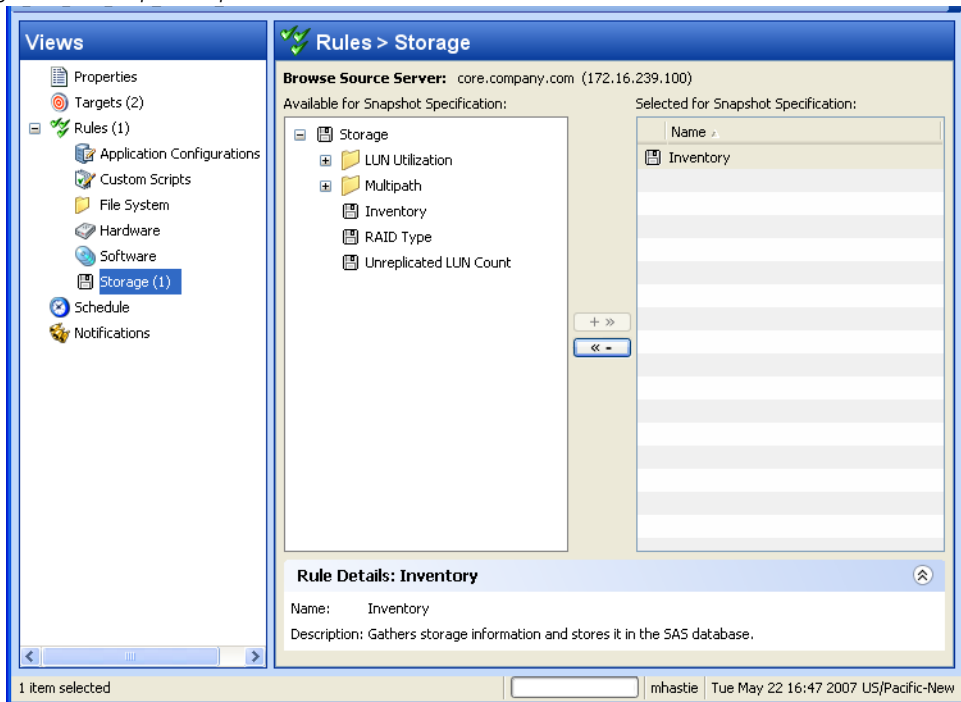 Views
Properties
Targets (2)
Rules (1)
Application Configurations
Custom Scripts
File System
Hardware
Software
Storage (1)
Schedule
Notifications
Rules > Storage
Browse Source Server: core.company.com (172.16.239.100)
Available for Snapshot Specification:
Storage
LUN Utilization
Multipath
Inventory
RAID Type
Unreplicated LUN Count
+ »
« -
Selected for Snapshot Specification:
Name
Inventory
Rule Details: Inventory
Name: Inventory
Description: Gathers storage information and stores it in the SAS database.
1 item selected
mhastie
Tue May 22 16:47 2007 US/Pacific-New